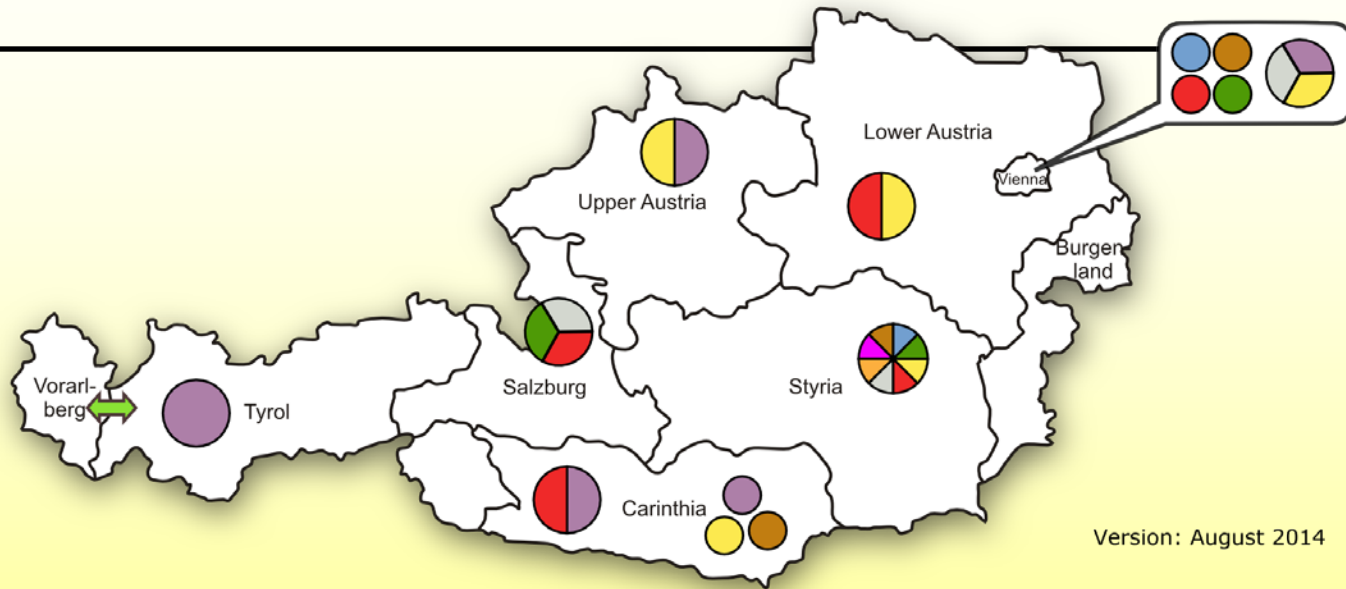 Lower Austria
Vienna
Upper Austria
Burgen
land
Salzburg
Styria
Vorarl-
berg
Tyrol
Carinthia
Version: August 2014